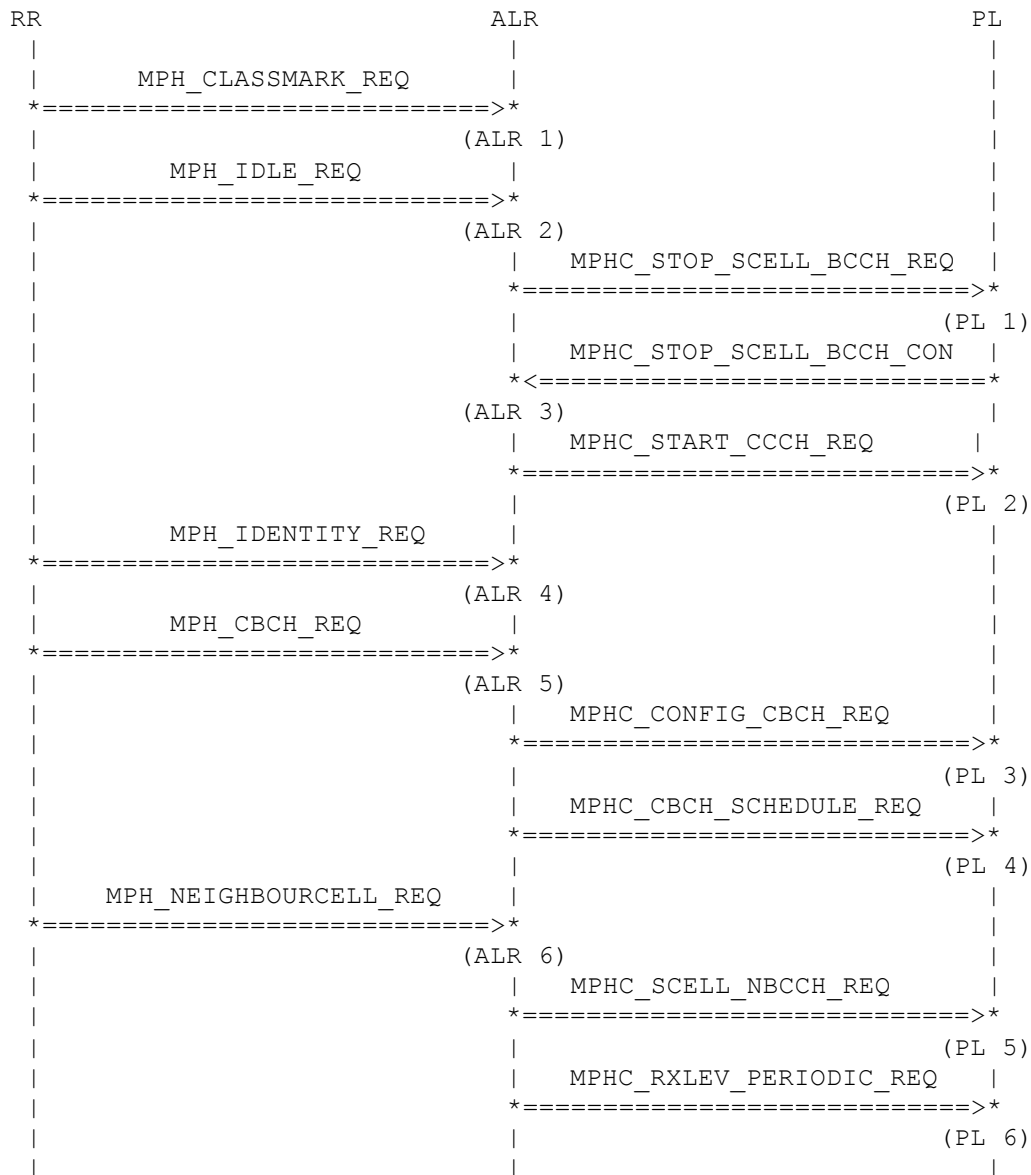 RR ALR PL
| | |
| MPH_CLASSMARK_REQ | |
*============================>* |
| (ALR 1) |
| MPH_IDLE_REQ | |
*============================>* |
| (ALR 2) |
| | MPHC_STOP_SCELL_BCCH_REQ |
| *============================>*
| | (PL 1)
| | MPHC_STOP_SCELL_BCCH_CON |
| *<============================*
| (ALR 3) |
| | MPHC_START_CCCH_REQ |
| *============================>*
| | (PL 2)
| MPH_IDENTITY_REQ | |
*============================>* |
| (ALR 4) |
| MPH_CBCH_REQ | |
*============================>* |
| (ALR 5) |
| | MPHC_CONFIG_CBCH_REQ |
| *============================>*
| | (PL 3)
| | MPHC_CBCH_SCHEDULE_REQ |
| *============================>*
| | (PL 4)
| MPH_NEIGHBOURCELL_REQ | |
*============================>* |
| (ALR 6) |
| | MPHC_SCELL_NBCCH_REQ |
| *============================>*
| | (PL 5)
| | MPHC_RXLEV_PERIODIC_REQ |
| *============================>*
| | (PL 6)
| | |